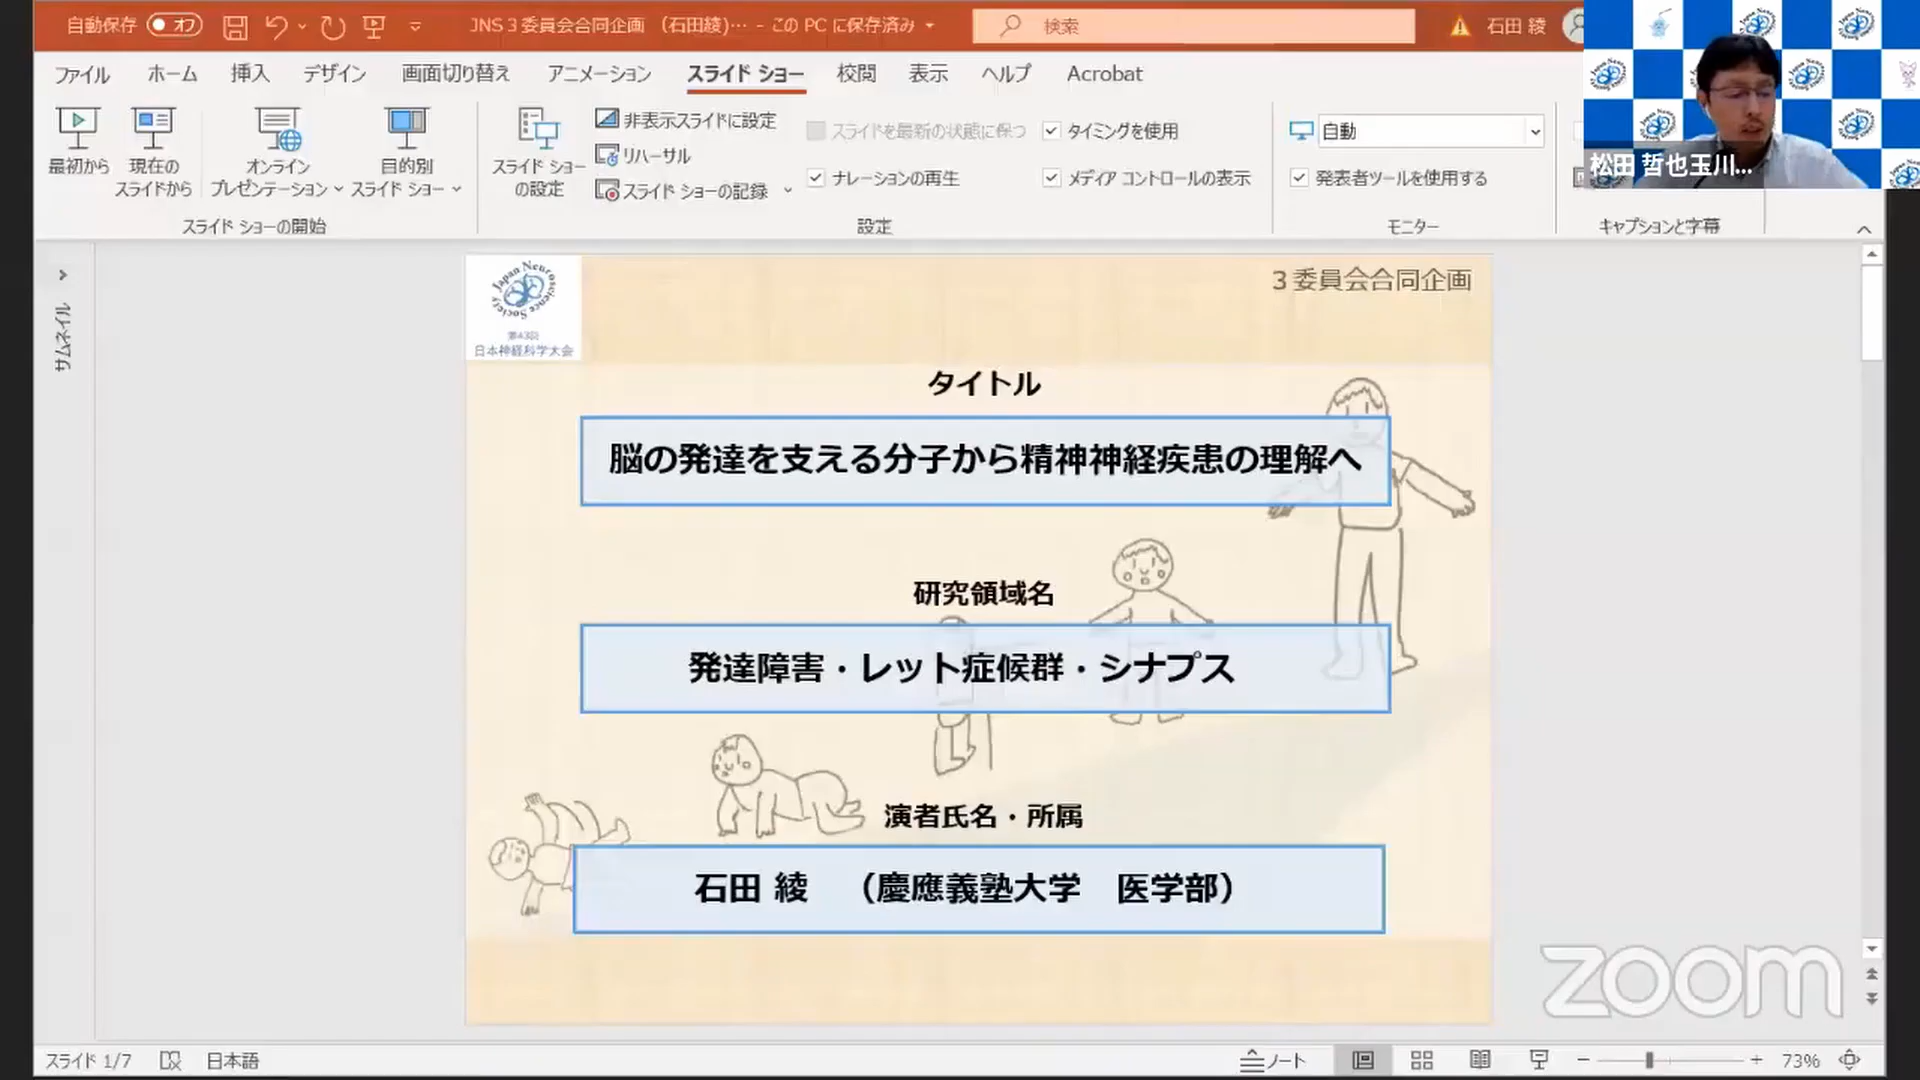 自動保存 オフ
JNS 3 委員会合同企画 (石田綾)… - この PC に保存済み
検索
石田 綾
ファイル ホーム 挿入 デザイン 画面切り替え アニメーション スライド ショー 校閲 表示 ヘルプ Acrobat
最初から
現在の
スライドから
オンライン
プレゼンテーション
目的別
スライド ショー
スライド ショーの開始
スライド ショー
の設定
非表示スライドに設定
リハーサル
スライド ショーの記録
スライドを最新の状態に保つ
ナレーションの再生
タイミングを使用
メディア コントロールの表示
設定
自動
発表者ツールを使用する
モニター
キャプションと字幕
松田 哲也玉川...
サムネイル
Japan Neuroscience Society
第43回
日本神経科学大会
3 委員会合同企画
タイトル
脳の発達を支える分子から精神神経疾患の理解へ
研究領域名
発達障害・レット症候群・シナプス
演者氏名・所属
石田 綾 (慶應義塾大学 医学部)
zoom
スライド 1/7 日本語
ノート
73%